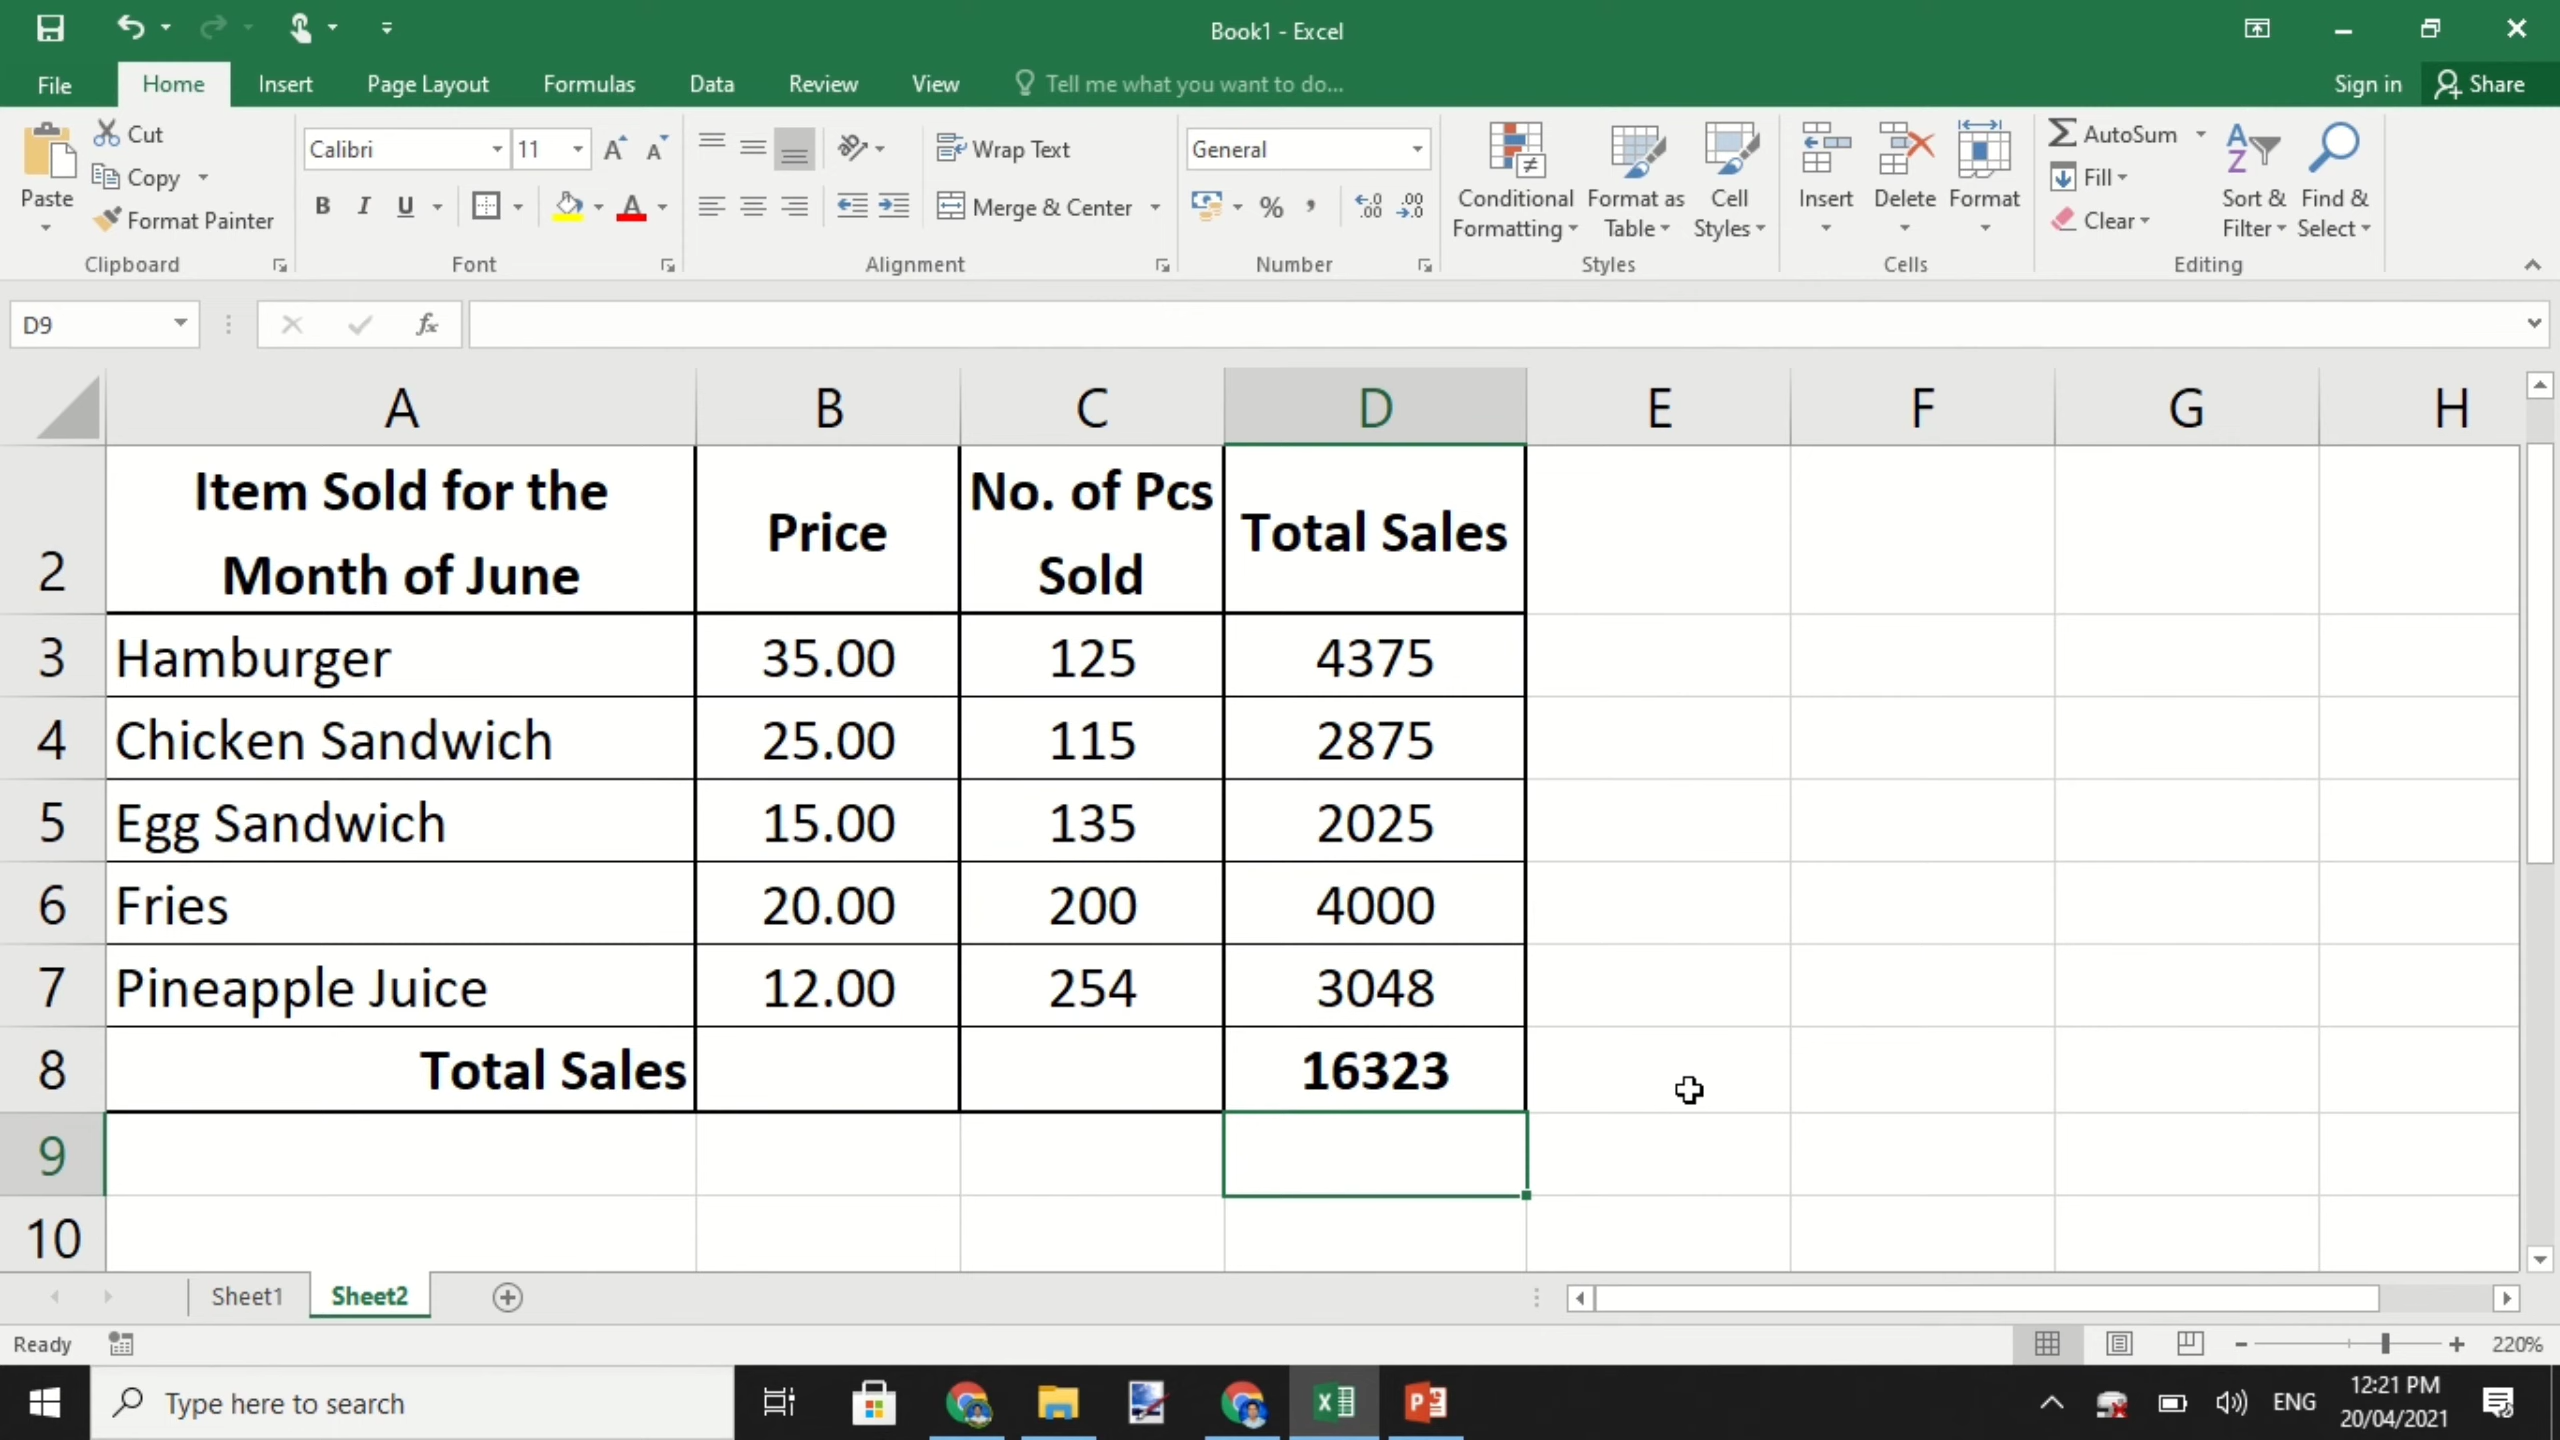 Book1 - Excel
File Home Insert Page Layout Formulas Data Review View Tell me what you want to do... Sign in Share
Paste
Cut
Copy
Format Painter
Clipboard
Calibri 11
B I U A
Font
Wrap Text
Merge & Center
Alignment
General
% , .00 .0
Number
Conditional Formatting
Format as Table
Cell Styles
Styles
Insert Delete Format
Cells
AutoSum
Fill
Clear
Sort & Filter
Find & Select
Editing
D9 fx
A B C D E F G H
2 Item Sold for the Month of June Price No. of Pcs Sold Total Sales
3 Hamburger 35.00 125 4375
4 Chicken Sandwich 25.00 115 2875
5 Egg Sandwich 15.00 135 2025
6 Fries 20.00 200 4000
7 Pineapple Juice 12.00 254 3048
8 Total Sales 16323
9
10
Sheet1 Sheet2
Ready 220%
Type here to search
ENG
12:21 PM
20/04/2021